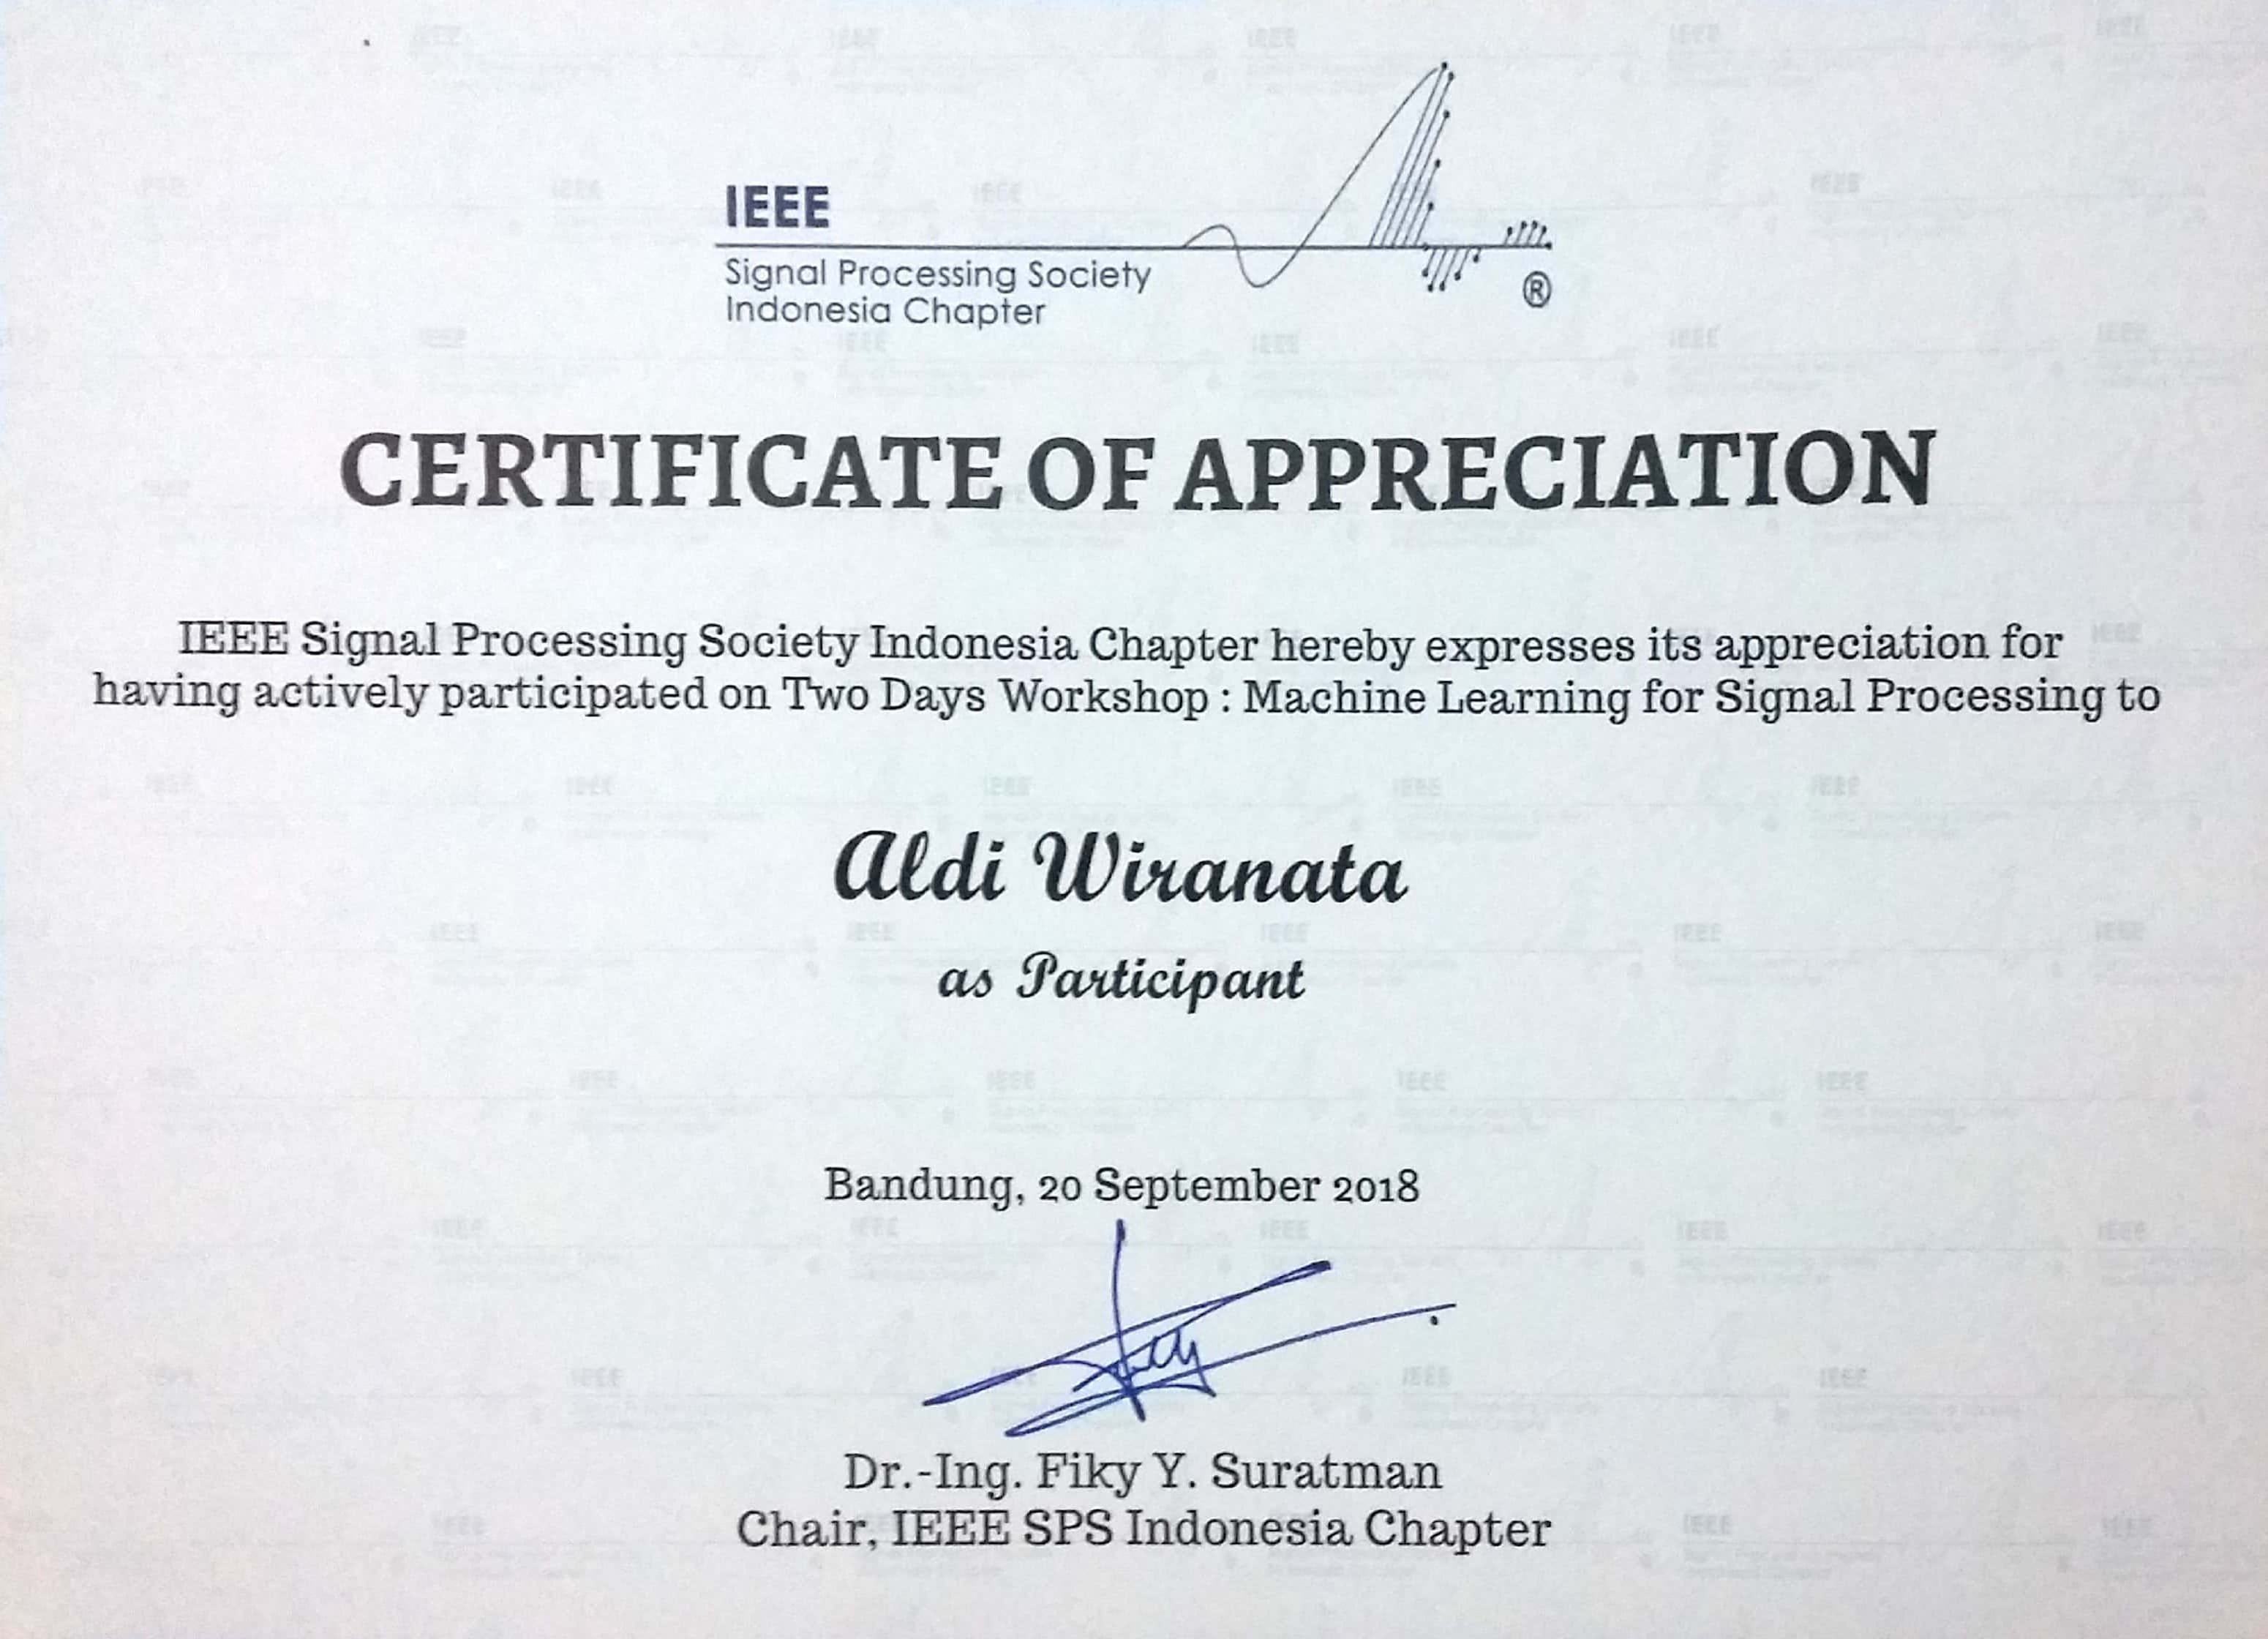 IEEE
Signal Processing Society
Indonesia Chapter
®
CERTIFICATE OF APPRECIATION
IEEE Signal Processing Society Indonesia Chapter hereby expresses its appreciation for
having actively participated on Two Days Workshop : Machine Learning for Signal Processing to
Aldi Wiranata
as Participant
Bandung, 20 September 2018
Dr.-Ing. Fiky Y. Suratman
Chair, IEEE SPS Indonesia Chapter